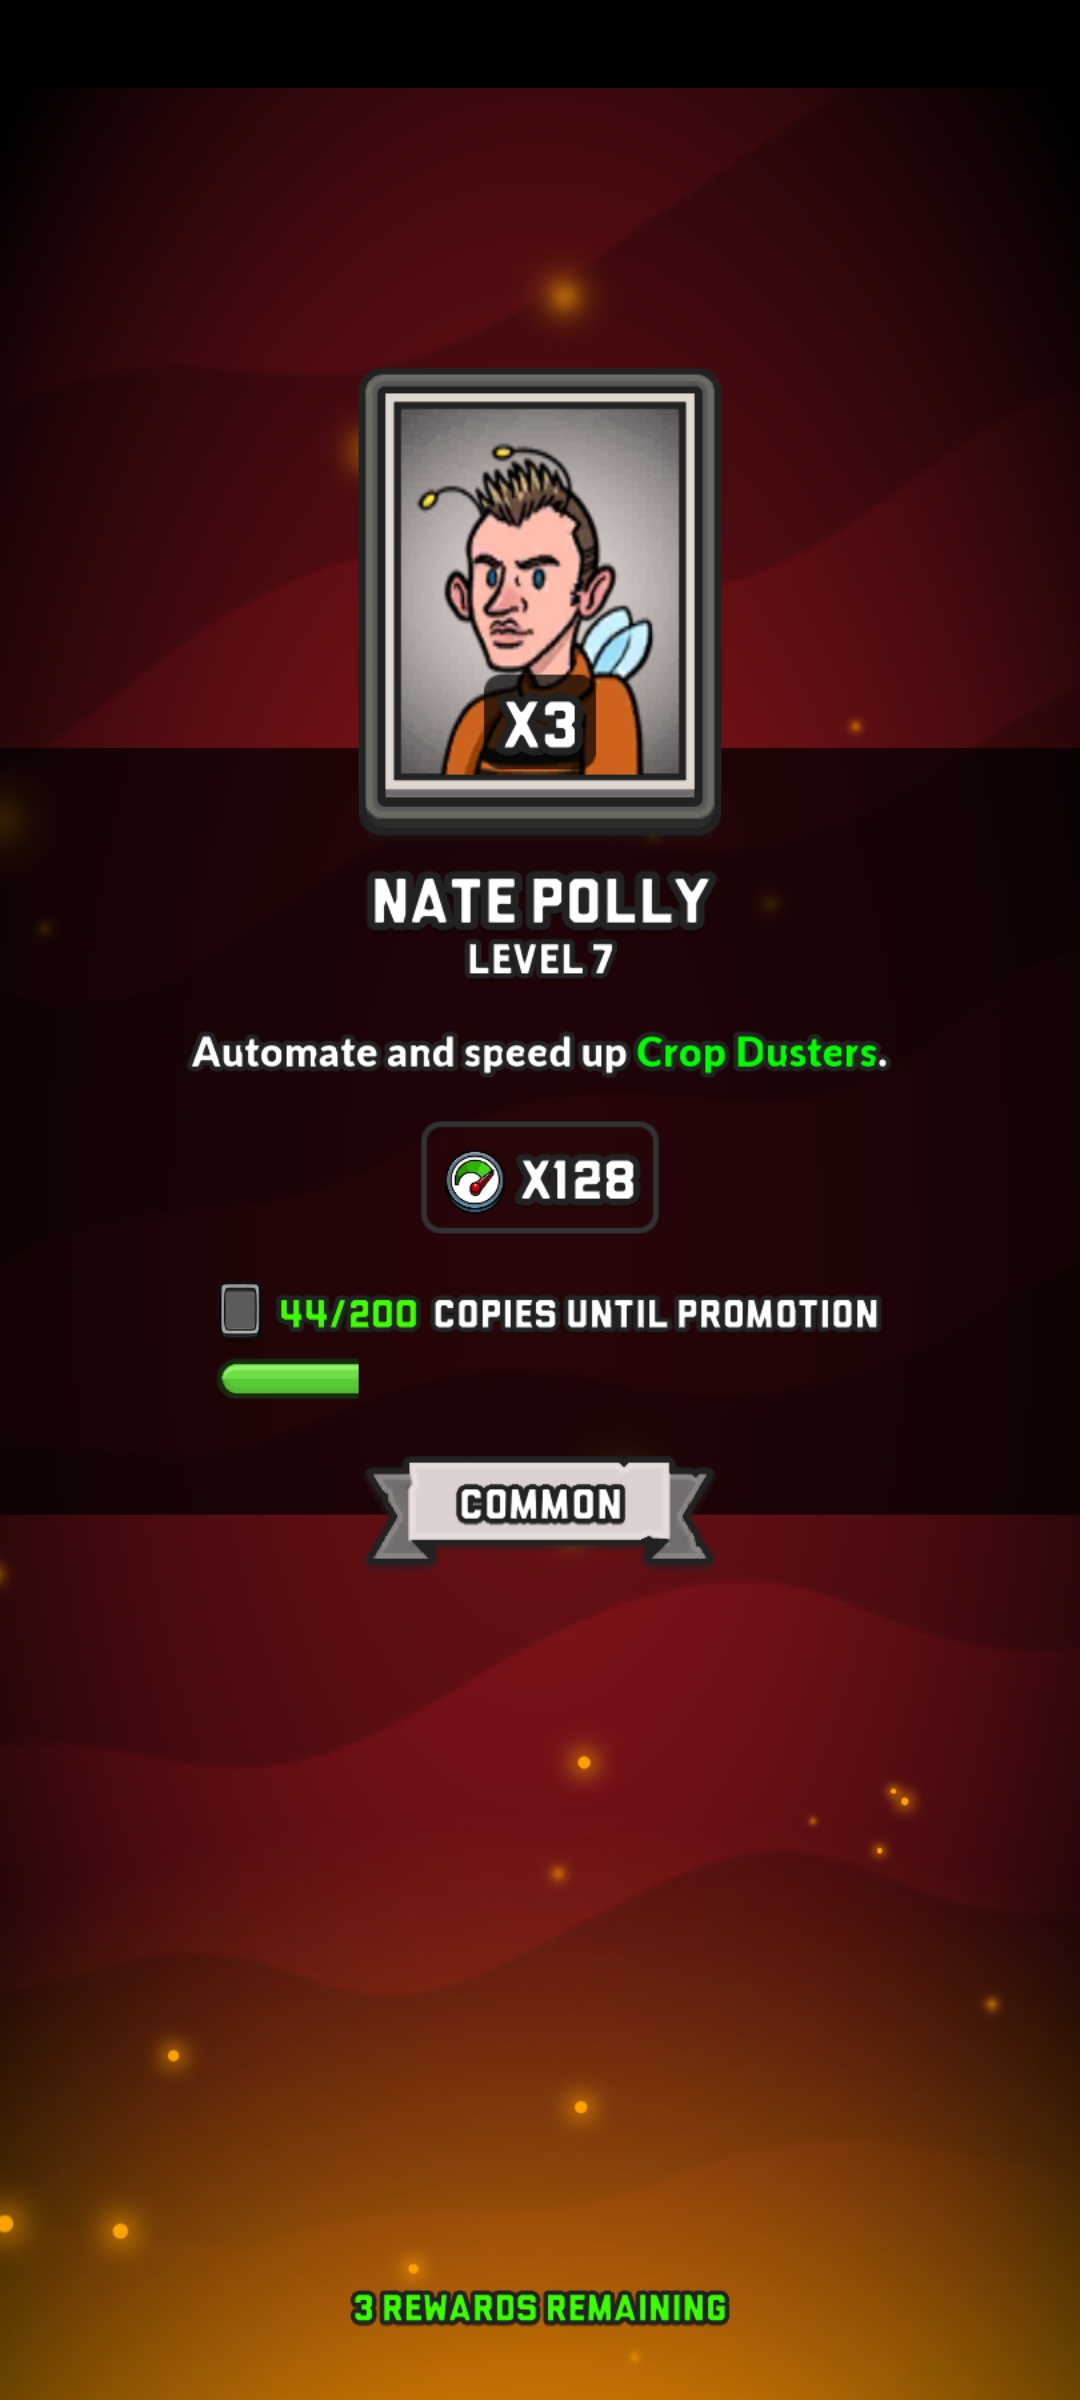 X3
NATE POLLY
LEVEL 7
Automate and speed up Crop Dusters.
X128
44/200 COPIES UNTIL PROMOTION
COMMON
3 REWARDS REMAINING